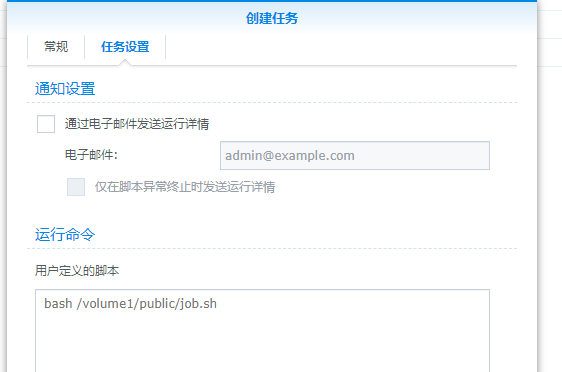 创建任务
常规 任务设置
通知设置
通过电子邮件发送运行详情
电子邮件: admin@example.com
仅在脚本异常终止时发送运行详情
运行命令
用户定义的脚本
bash /volume1/public/job.sh